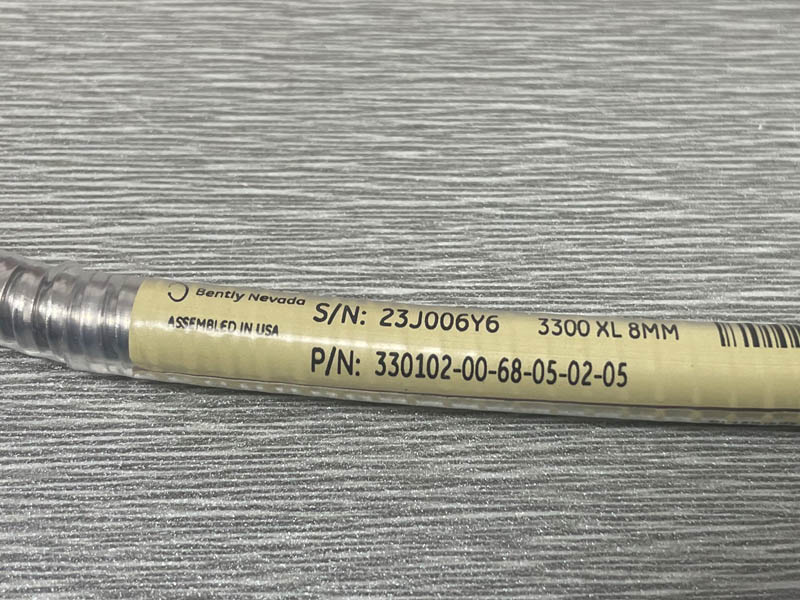 Bently Nevada
ASSEMBLED IN USA
S/N: 23J006Y6
3300 XL 8MM
P/N: 330102-00-68-05-02-05